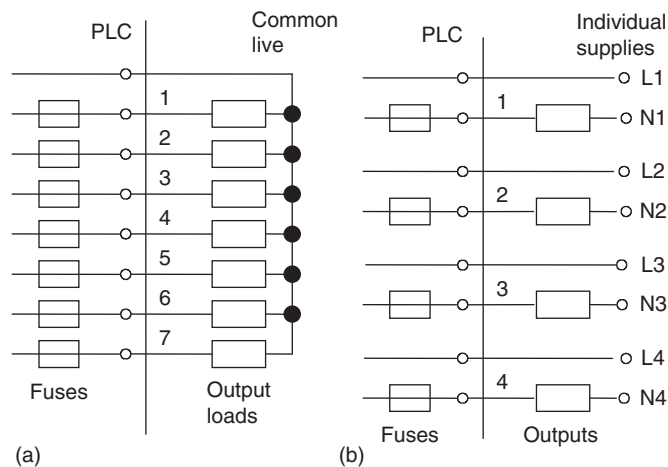 PLC
Common
live
1
2
3
4
5
6
7
Fuses
Output
loads
(a)
PLC
Individual
supplies
L1
1
N1
L2
2
N2
L3
3
N3
L4
4
N4
Fuses
Outputs
(b)